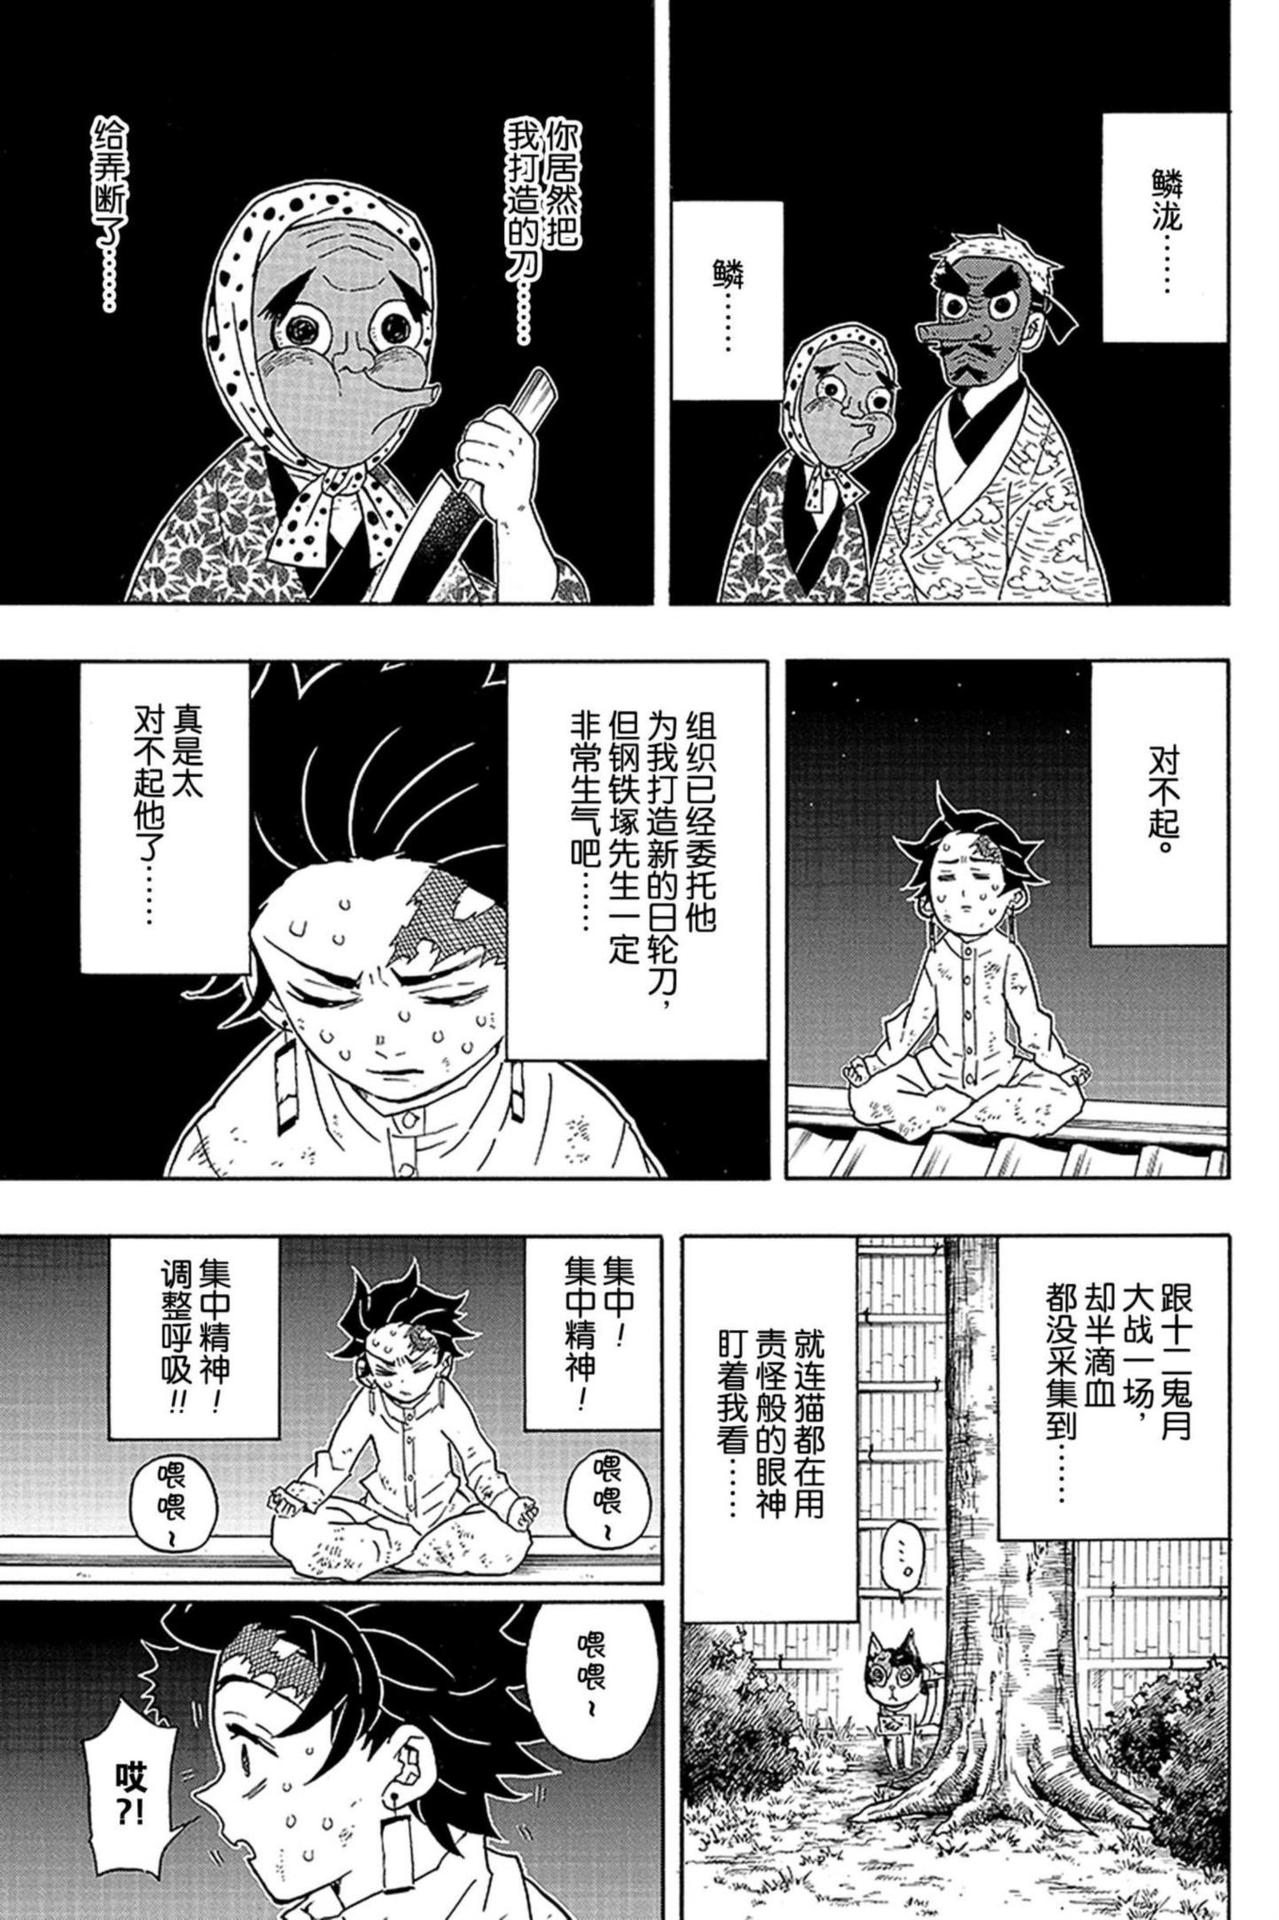 鳞泷……
鳞……
你居然把
我打造的刀……
给弄断了……
对不起。
组织已经委托他
为我打造新的日轮刀，
但钢铁塚先生一定
非常生气吧……
真是太
对不起他了……
跟十二鬼月
大战一场，
却半滴血
都没采集到……
就连猫都在用
责怪般的眼神
盯着我看……
…。
集中！
集中精神！
集中精神！
调整呼吸!!
喂
喂~
喂
喂~
喂
喂~
哎?!